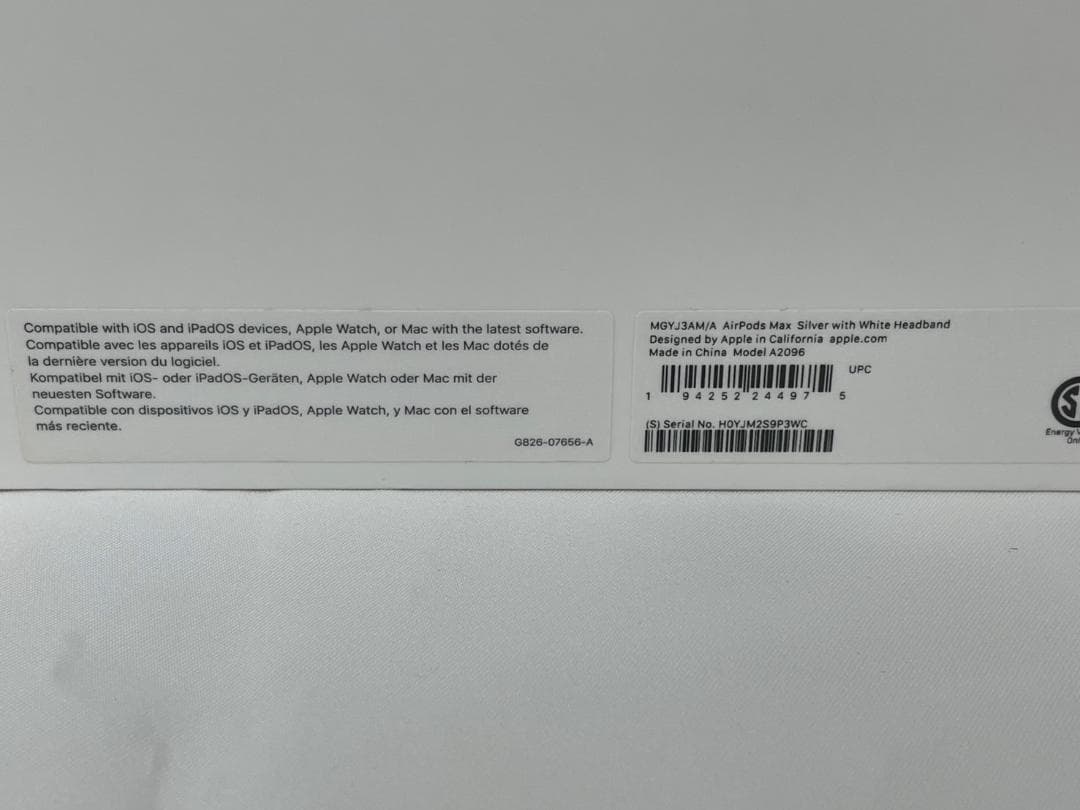 Compatible with iOS and iPadOS devices, Apple Watch, or Mac with the latest software.
Compatible avec les appareils iOS et iPadOS, les Apple Watch et les Mac dotés de
la dernière version du logiciel.
Kompatibel mit iOS- oder iPadOS-Geräten, Apple Watch oder Mac mit der
neuesten Software.
Compatible con dispositivos iOS y iPadOS, Apple Watch, y Mac con el software
más reciente.
G826-07656-A
MGYJ3AM/A AirPods Max Silver with White Headband
Designed by Apple in California apple.com
Made in China Model A2096
UPC
1 94252 24497 5
(S) Serial No. H0YJM2S9P3WC
Energy